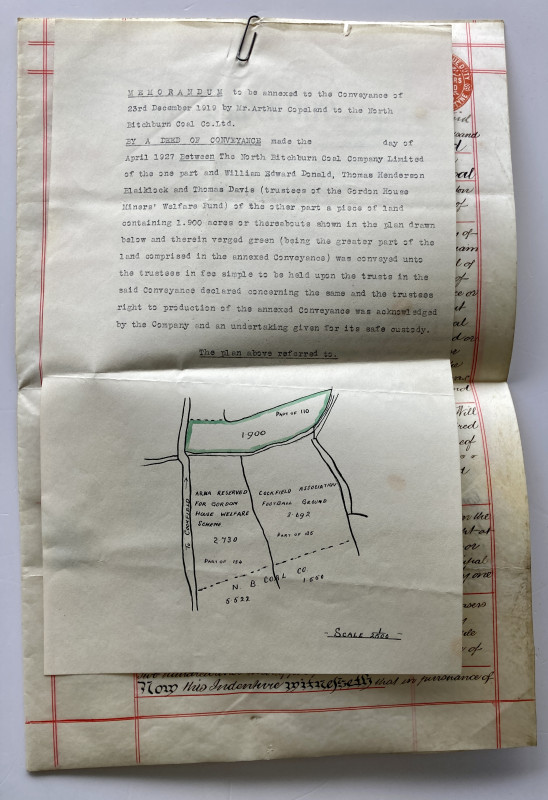 MEMORANDUM to be annexed to the Conveyance of
23rd December 1919 by Mr.Arthur Copeland to the North
Bitchburn Coal Co.Ltd.
BY A DEED OF CONVEYANCE made the day of
April 1927 Between The North Bitchburn Coal Company Limited
of the one part and William Edward Donald, Thomas Henderson
Blaiklock and Thomas Davis (trustees of the Gordon House
Miners' Welfare Fund) of the other part a piece of land
containing 1.900 acres or thereabouts shown in the plan drawn
below and therein verged green (being the greater part of the
land comprised in the annexed Conveyance) was conveyed unto
the trustees in fee simple to be held upon the trusts in the
said Conveyance declared concerning the same and the trustees
right to production of the annexed Conveyance was acknowledged
by the Company and an undertaking given for its safe custody.
The plan above referred to.
PART OF 110
1.900
TO COCKFIELD
AREA RESERVED
FOR GORDON
HOUSE WELFARE
SCHEME
2.730
PART OF 134
COCKFIELD ASSOCIATION
FOOTBALL GROUND
3.692
PART OF 135
N. B COAL CO.
5.522
1.550
SCALE
Now this Indenture witnesseth that in pursuance of